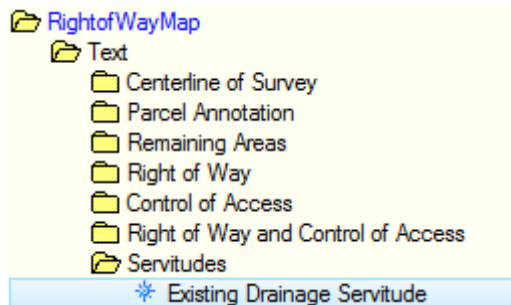 RightofWayMap
Text
Centerline of Survey
Parcel Annotation
Remaining Areas
Right of Way
Control of Access
Right of Way and Control of Access
Servitudes
Existing Drainage Servitude